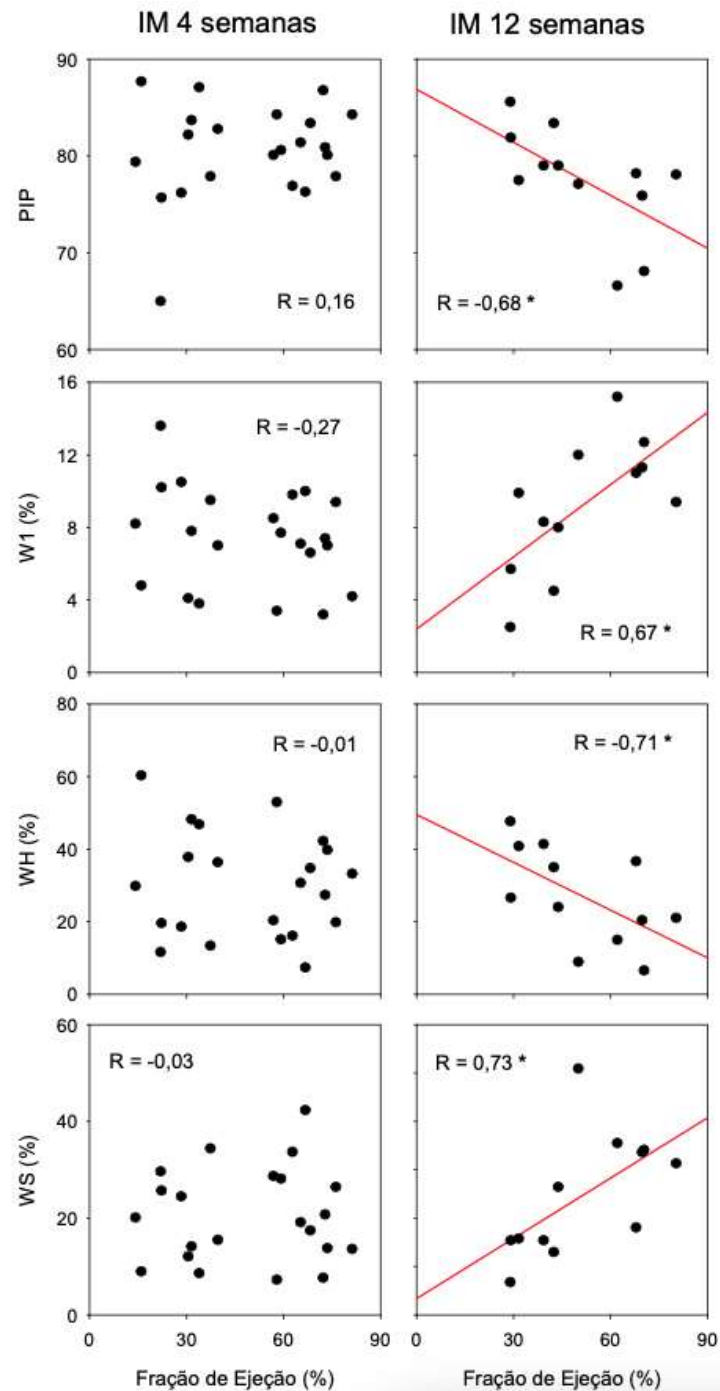 IM 4 semanas IM 12 semanas
90
80
70
60
PIP
R = 0,16
R = -0,68 *
16
12
8
4
0
W1 (%)
R = -0,27
R = 0,67 *
80
60
40
20
0
WH (%)
R = -0,01
R = -0,71 *
60
40
20
0
WS (%)
R = -0,03
R = 0,73 *
0 30 60 90 0 30 60 90
Fração de Ejeção (%) Fração de Ejeção (%)